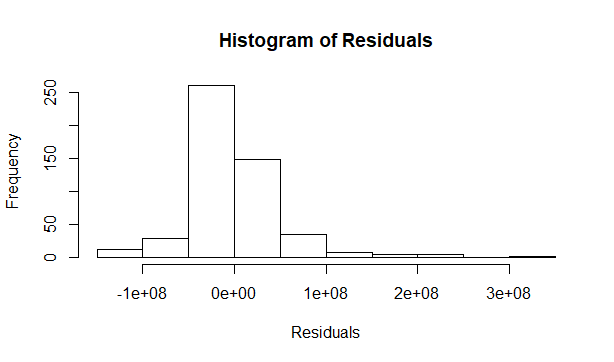 Histogram of Residuals
250
150
50
0
Frequency
-1e+08 0e+00 1e+08 2e+08 3e+08
Residuals